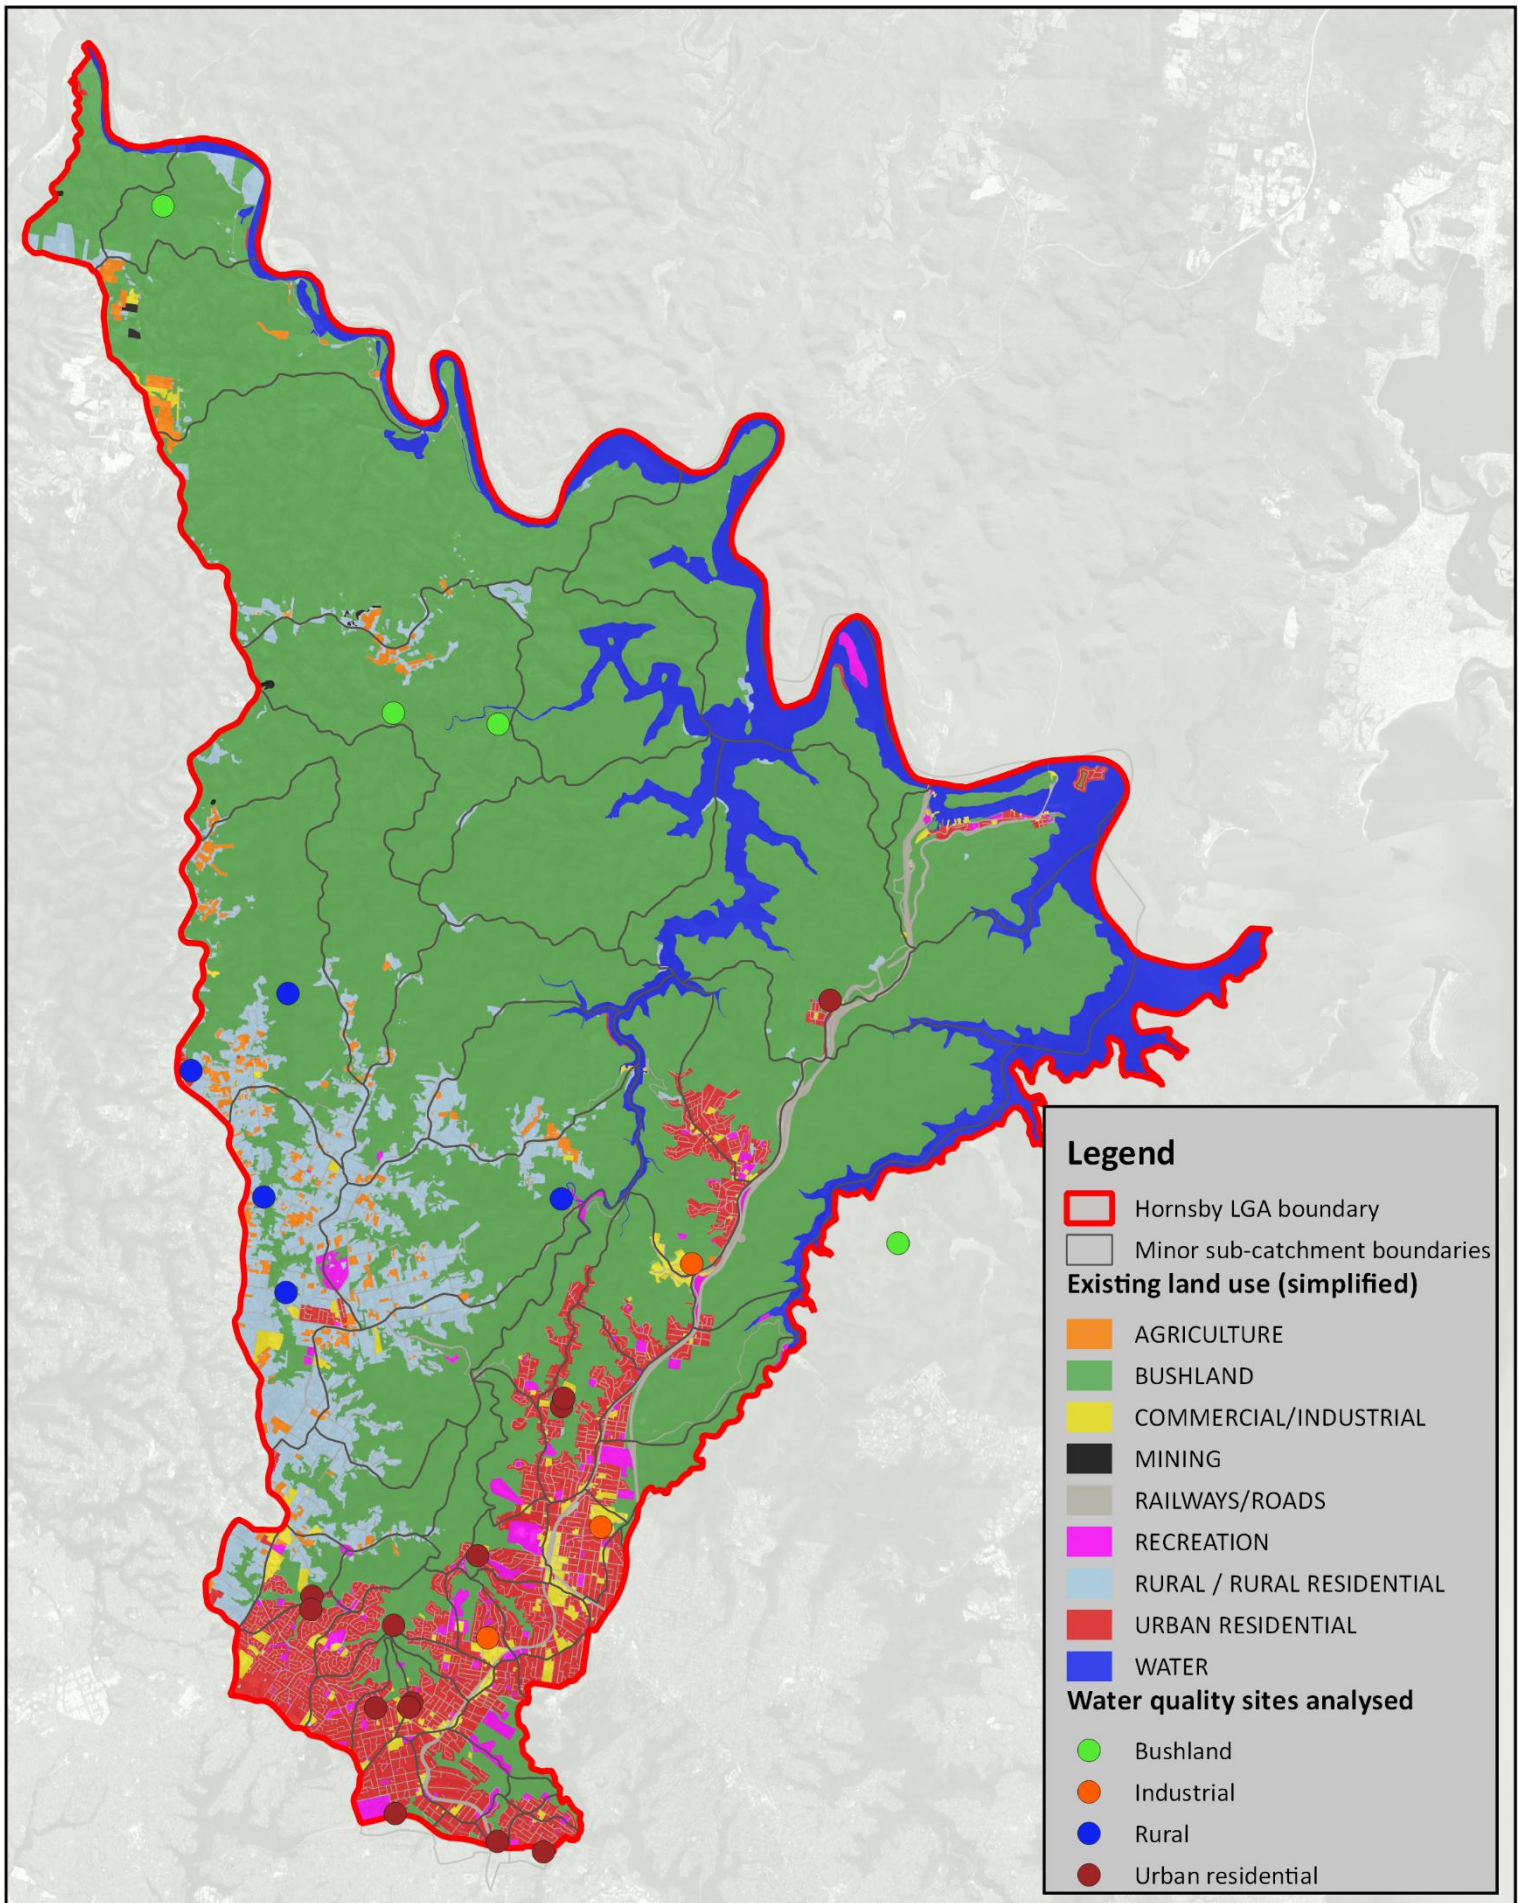 Legend
Hornsby LGA boundary
Minor sub-catchment boundaries
Existing land use (simplified)
AGRICULTURE
BUSHLAND
COMMERCIAL/INDUSTRIAL
MINING
RAILWAYS/ROADS
RECREATION
RURAL / RURAL RESIDENTIAL
URBAN RESIDENTIAL
WATER
Water quality sites analysed
Bushland
Industrial
Rural
Urban residential